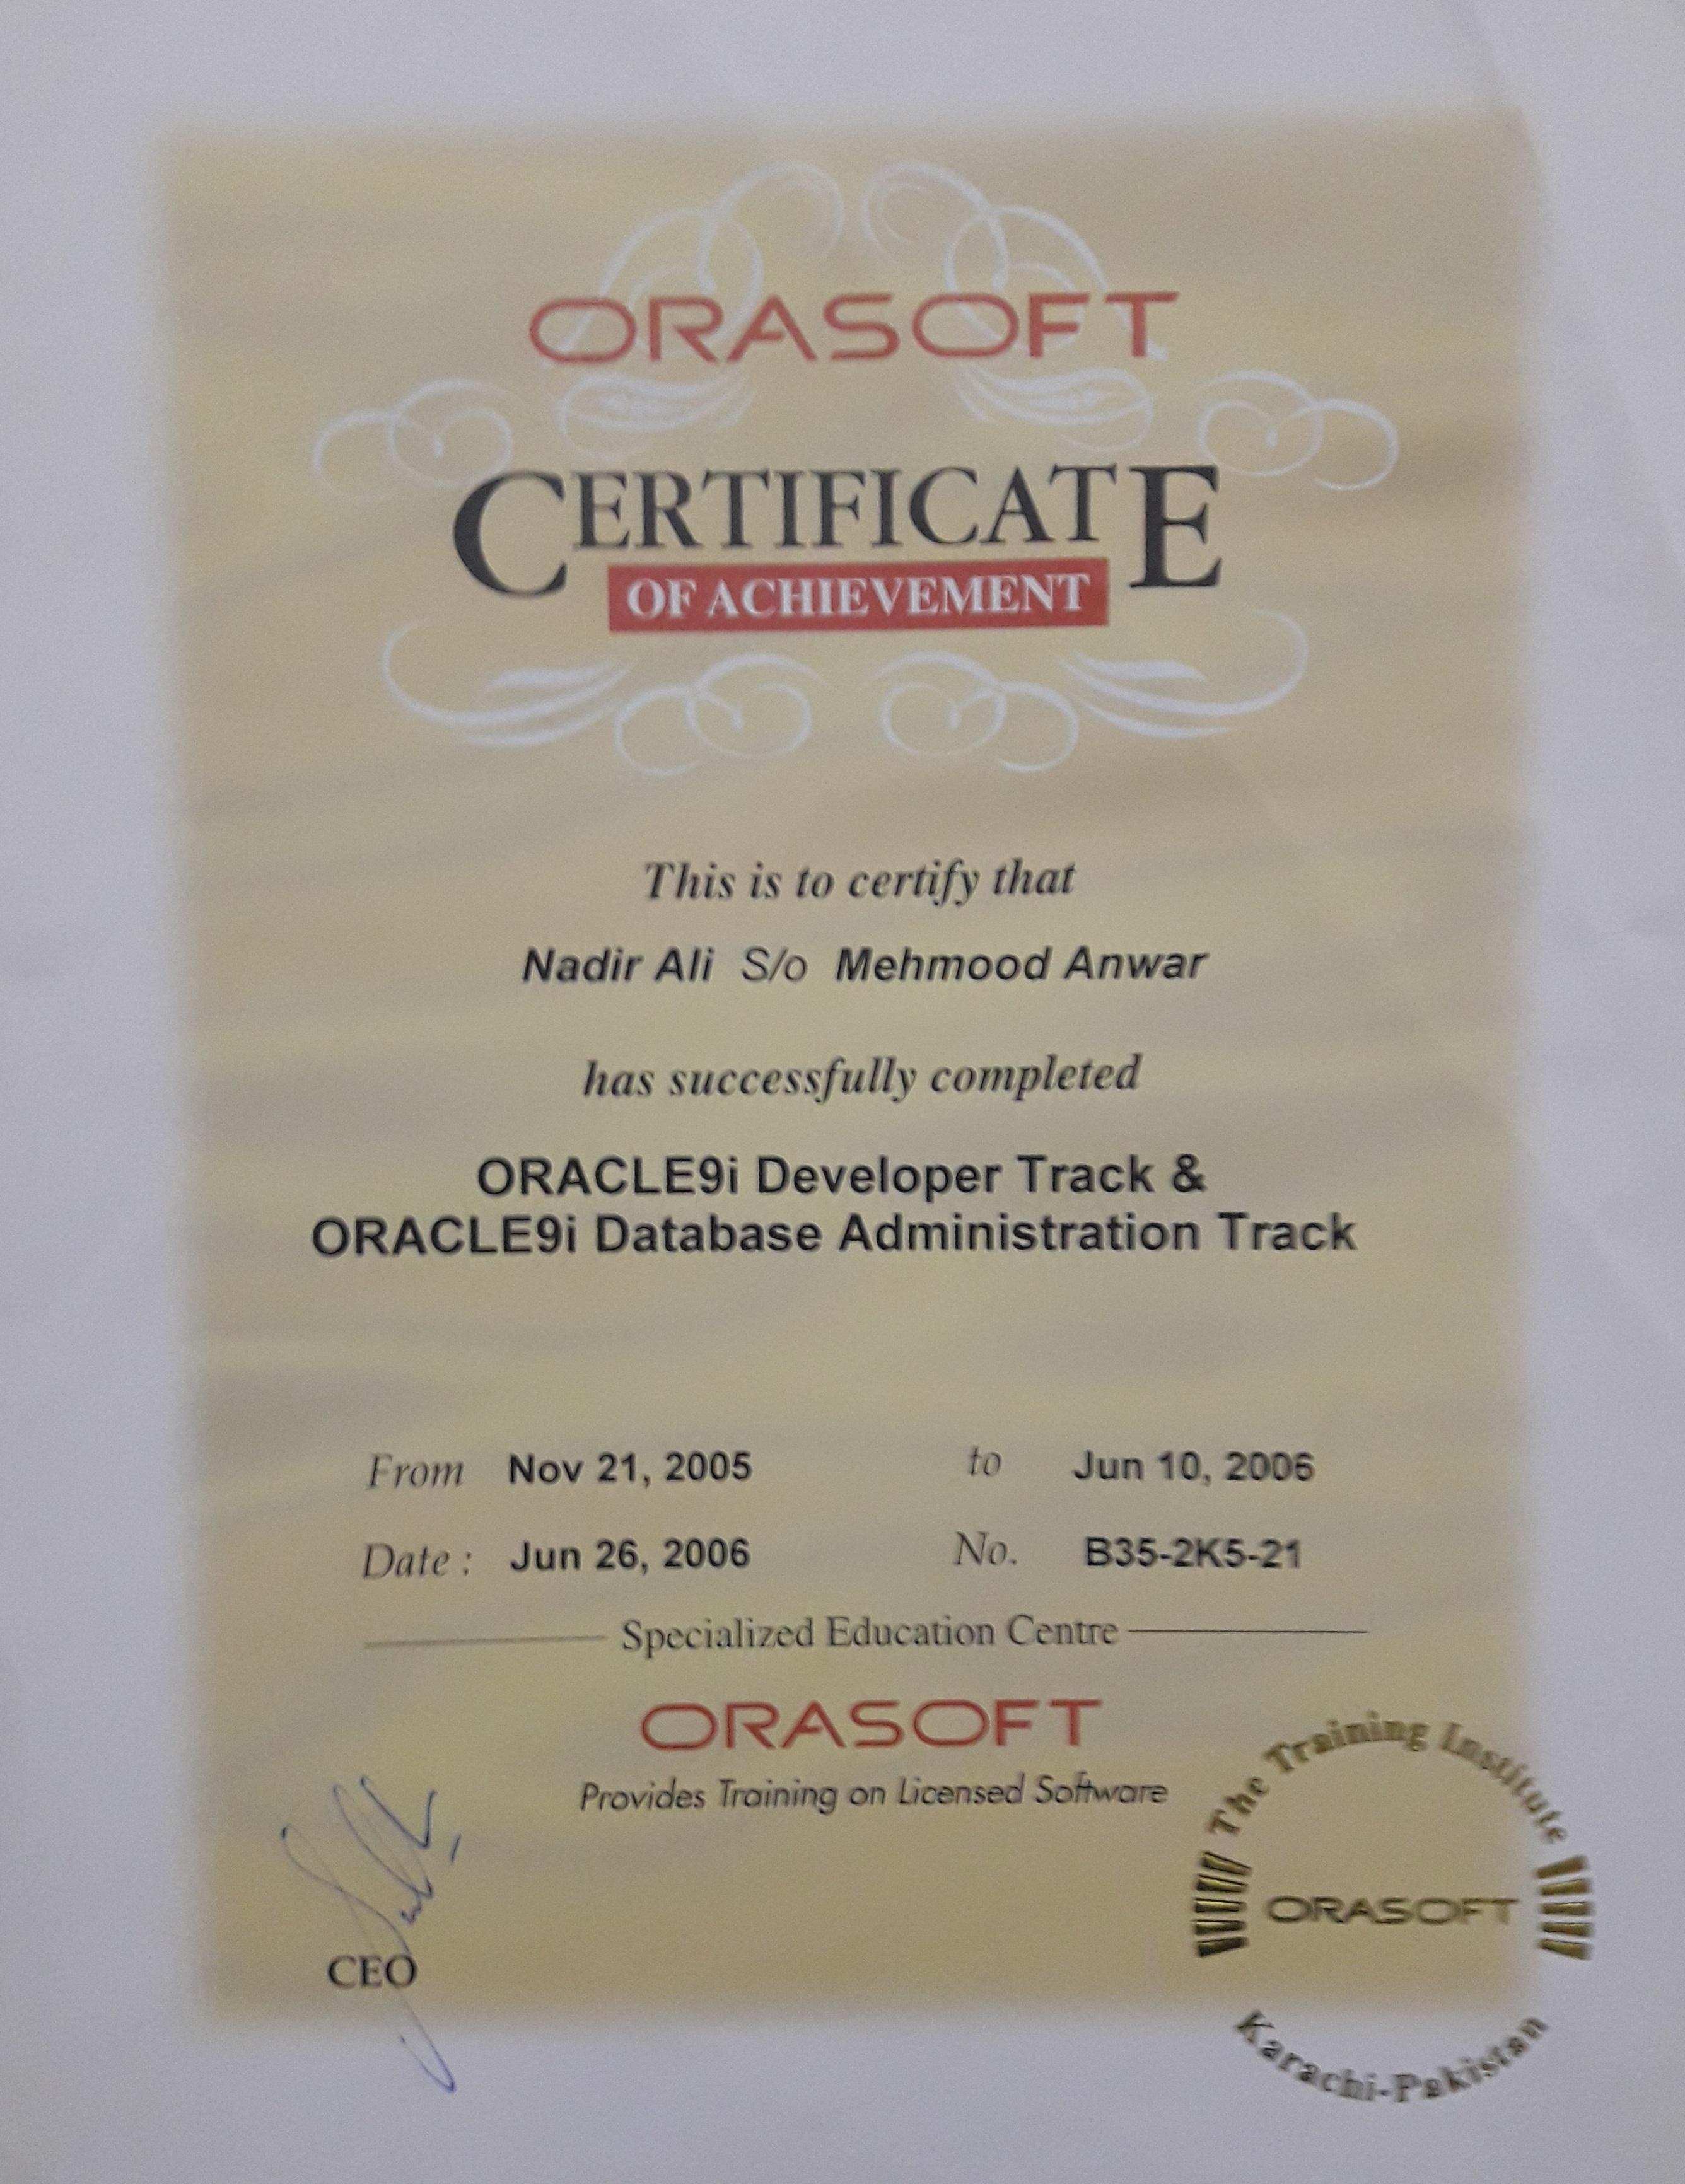 ORASOFT
CERTIFICATE
OF ACHIEVEMENT
This is to certify that
Nadir Ali S/o Mehmood Anwar
has successfully completed
ORACLE9i Developer Track &
ORACLE9i Database Administration Track
From Nov 21, 2005 to Jun 10, 2006
Date : Jun 26, 2006 No. B35-2K5-21
Specialized Education Centre
ORASOFT
Provides Training on Licensed Software
CEO
The Training Institute
ORASOFT
Karachi-Pakistan